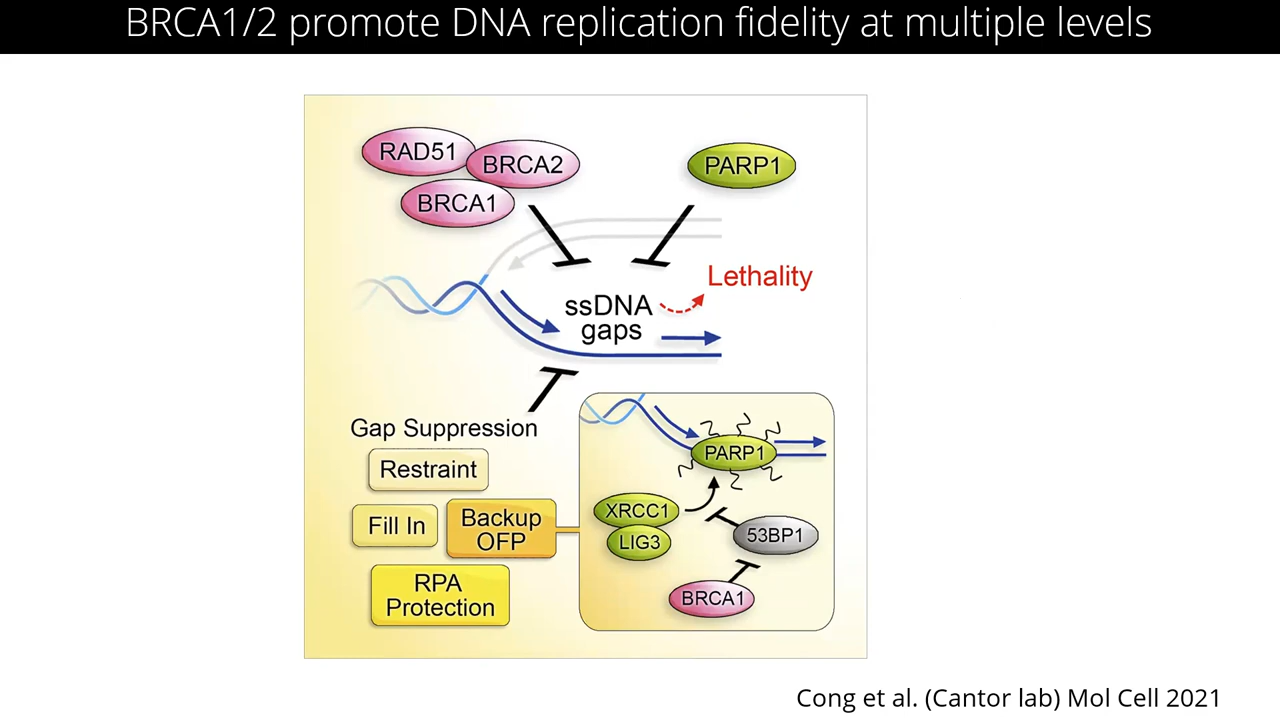 BRCA1/2 promote DNA replication fidelity at multiple levels
RAD51
BRCA2
BRCA1
PARP1
Lethality
ssDNA
gaps
Gap Suppression
Restraint
Fill In
Backup
OFP
RPA
Protection
PARP1
XRCC1
LIG3
53BP1
BRCA1
Cong et al. (Cantor lab) Mol Cell 2021